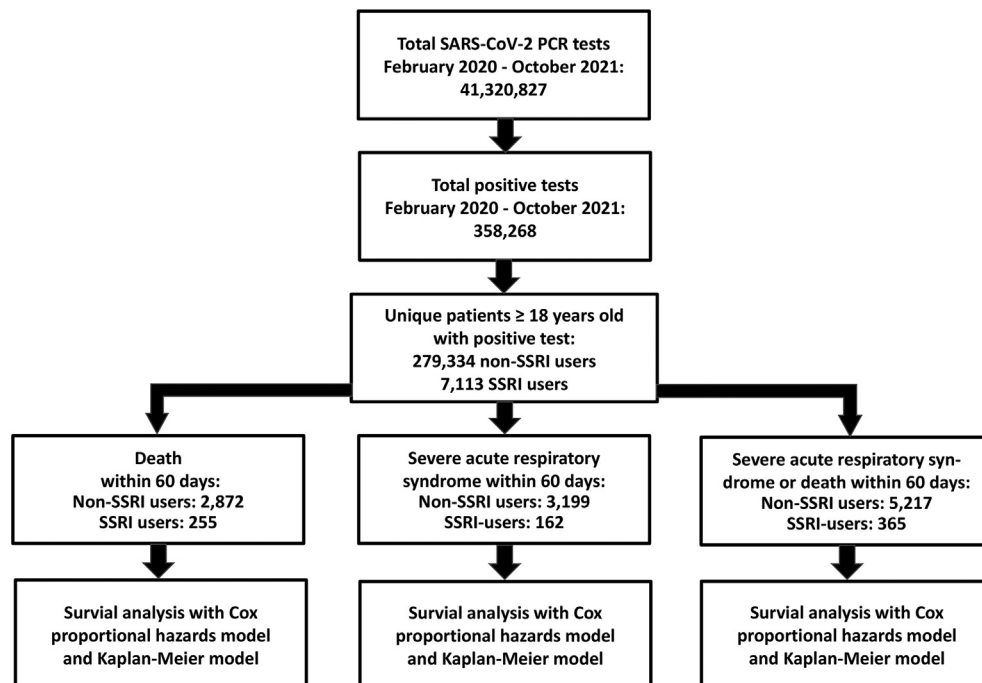 Total SARS-CoV-2 PCR tests
February 2020 - October 2021:
41,320,827
Total positive tests
February 2020 - October 2021:
358,268
Unique patients ≥ 18 years old
with positive test:
279,334 non-SSRI users
7,113 SSRI users
Death
within 60 days:
Non-SSRI users: 2,872
SSRI users: 255
Severe acute respiratory
syndrome within 60 days:
Non-SSRI users: 3,199
SSRI-users: 162
Severe acute respiratory syn-
drome or death within 60 days:
Non-SSRI users: 5,217
SSRI-users: 365
Survial analysis with Cox
proportional hazards model
and Kaplan-Meier model
Survial analysis with Cox
proportional hazards model
and Kaplan-Meier model
Survial analysis with Cox
proportional hazards model
and Kaplan-Meier model